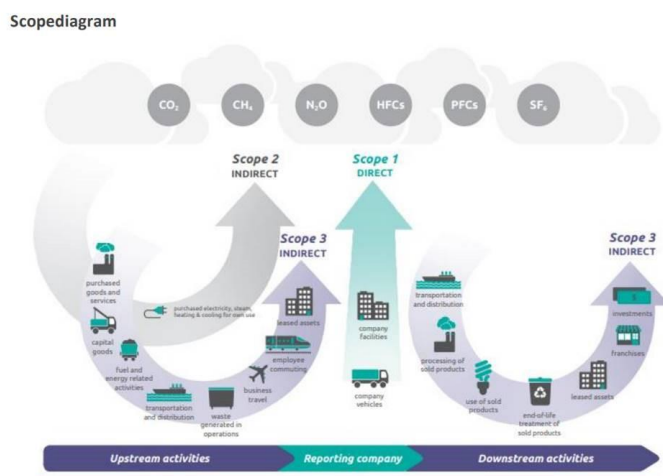 Scopediagram
CO₂
CH₄
N₂O
HFCs
PFCs
SF₆
Scope 2
INDIRECT
Scope 1
DIRECT
Scope 3
INDIRECT
Scope 3
INDIRECT
purchased
goods and
services
capital
goods
fuel and
energy related
activities
transportation
and distribution
waste
generated in
operations
business
travel
employee
commuting
leased assets
purchased electricity, steam,
heating & cooling for own use
company
facilities
company
vehicles
transportation
and distribution
processing of
sold products
use of sold
products
end-of-life
treatment of
sold products
leased assets
franchises
investments
Upstream activities
Reporting company
Downstream activities